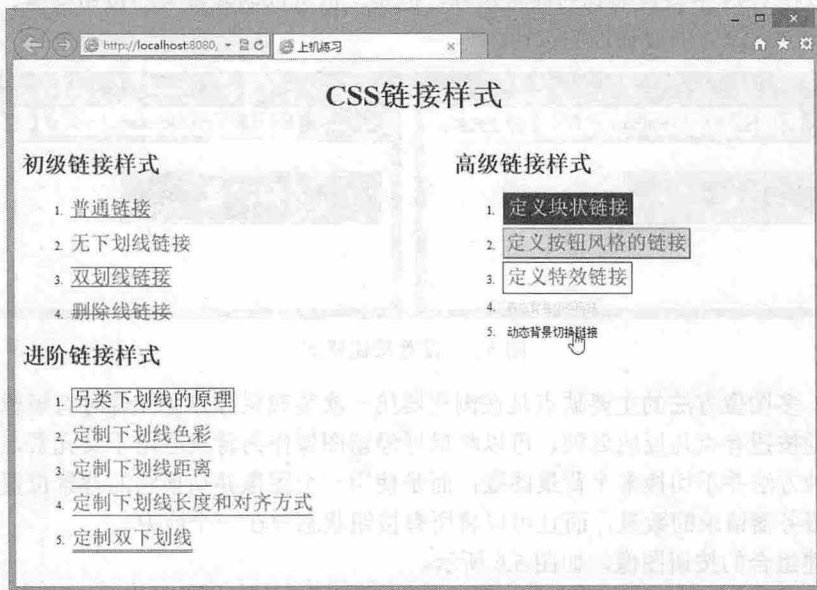 http://localhost:8080,
上机练习
CSS链接样式
初级链接样式
1. 普通链接
2. 无下划线链接
3. 双划线链接
4. 删除线链接
进阶链接样式
1. 另类下划线的原理
2. 定制下划线色彩
3. 定制下划线距离
4. 定制下划线长度和对齐方式
5. 定制双下划线
高级链接样式
1. 定义块状链接
2. 定义按钮风格的链接
3. 定义特效链接
4.
5. 动态背景切换链接